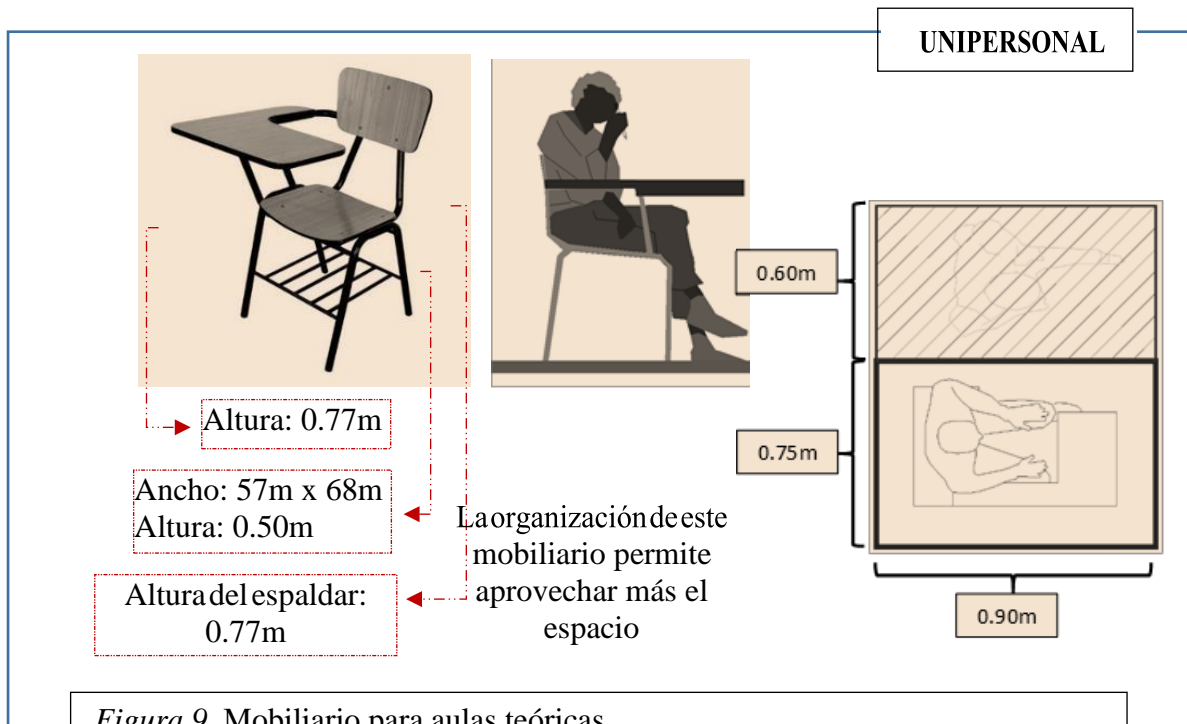 UNIPERSONAL
0.60m
0.75m
0.90m
Altura: 0.77m
Ancho: 57m x 68m
Altura: 0.50m
Altura del espaldar:
0.77m
La organización de este
mobiliario permite
aprovechar más el
espacio
Figura 9. Mobiliario para aulas teóricas